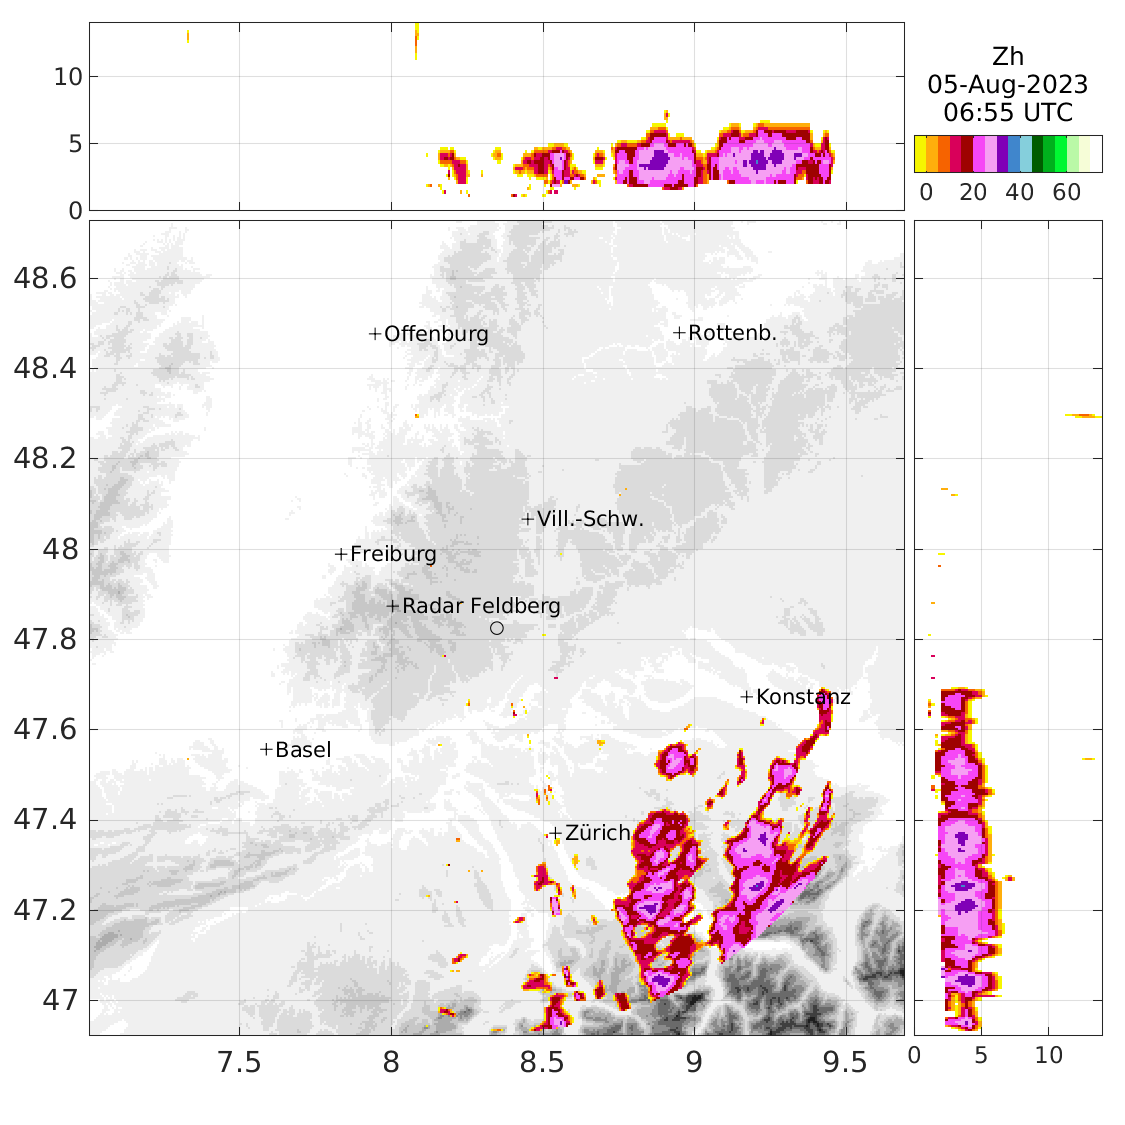 10
5
0
Zh
05-Aug-2023
06:55 UTC
0 20 40 60
48.6
48.4
48.2
48
47.8
47.6
47.4
47.2
47
+Offenburg
+Rottenb.
+Vill.-Schw.
+Freiburg
+Radar Feldberg
+Konstanz
+Basel
+Zürich
7.5 8 8.5 9 9.5
0 5 10